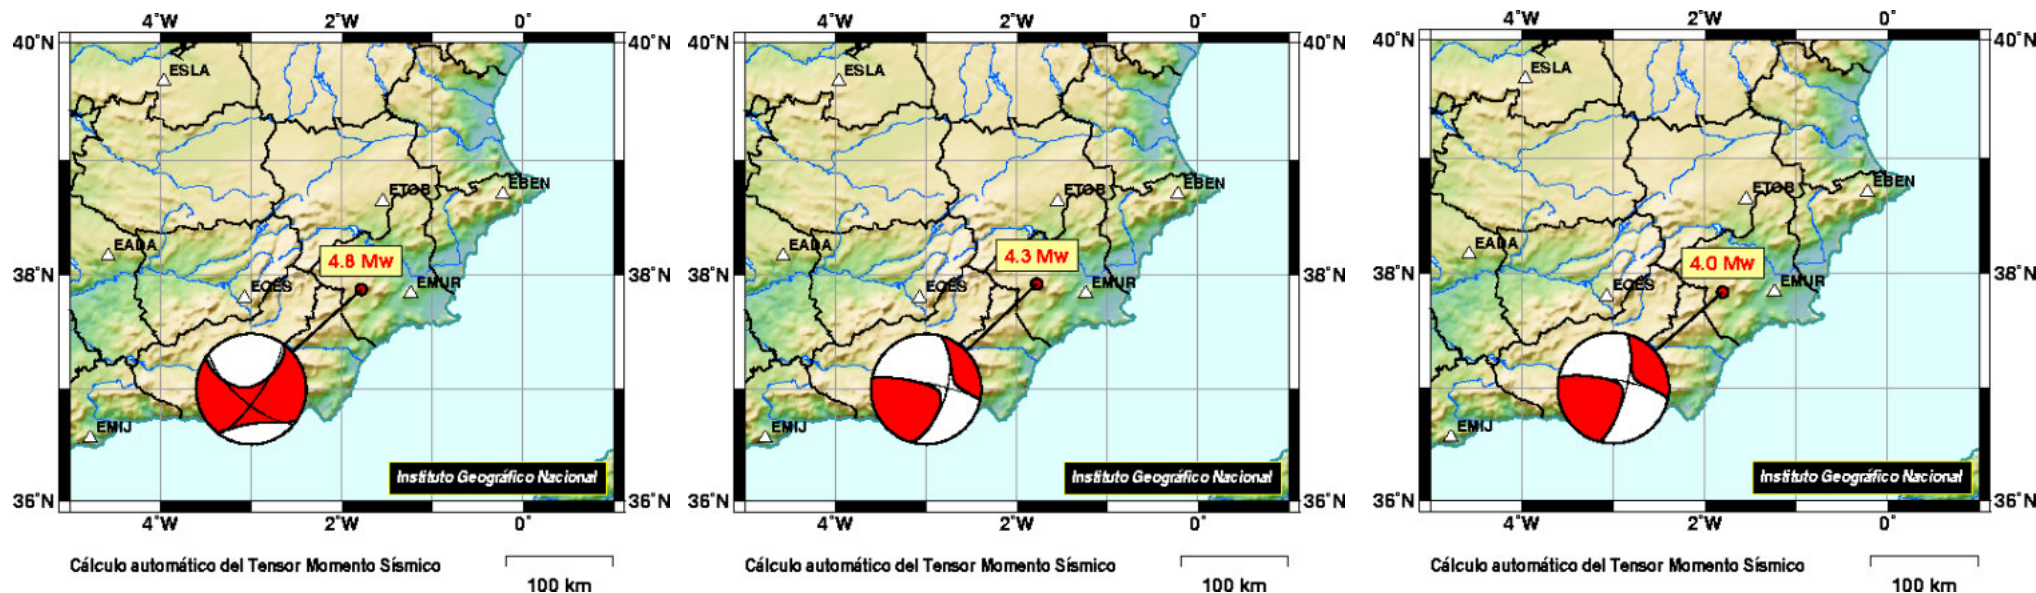 4°W 2°W 0°
40°N 40°N
ESLA
EBEN
ETOB
EADA
4.8 Mw
38°N 38°N
ECES EMUR
EMIJ
Instituto Geográfico Nacional
36°N 36°N
4°W 2°W 0°
Cálculo automático del Tensor Momento Sísmico
100 km
4°W 2°W 0°
40°N 40°N
ESLA
EBEN
ETOB
EADA
4.3 Mw
38°N 38°N
ECES EMUR
EMIJ
Instituto Geográfico Nacional
36°N 36°N
4°W 2°W 0°
Cálculo automático del Tensor Momento Sísmico
100 km
4°W 2°W 0°
40°N 40°N
ESLA
EBEN
ETOB
EADA
4.0 Mw
38°N 38°N
ECES EMUR
EMIJ
Instituto Geográfico Nacional
36°N 36°N
4°W 2°W 0°
Cálculo automático del Tensor Momento Sísmico
100 km